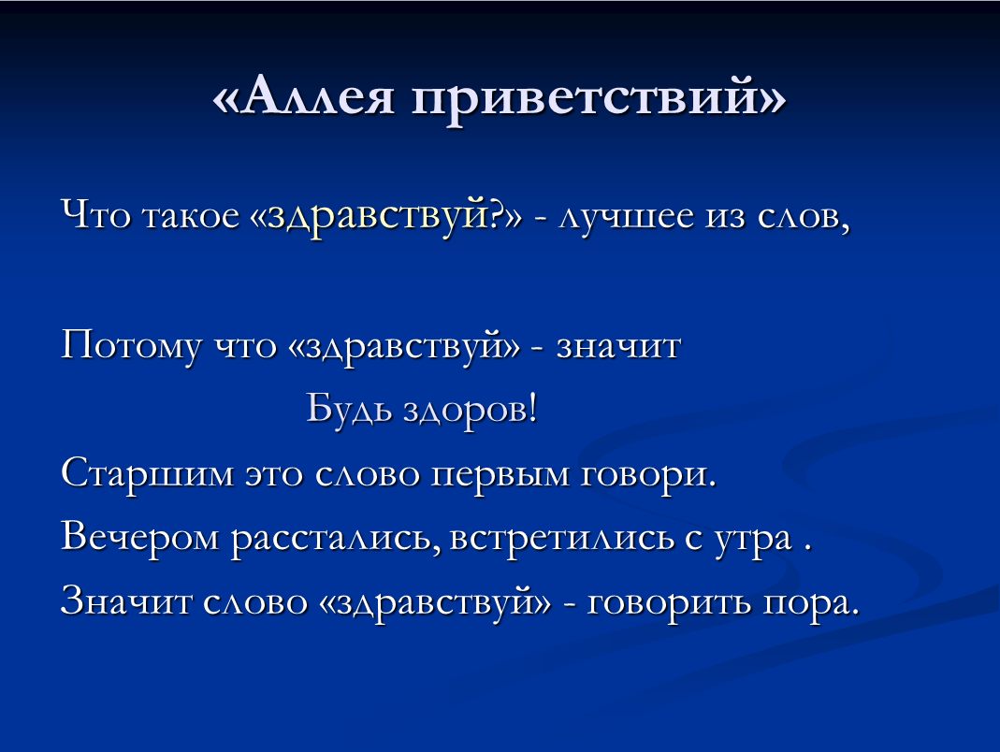 «Аллея приветствий»
Что такое «здравствуй?» - лучшее из слов,
Потому что «здравствуй» - значит
Будь здоров!
Старшим это слово первым говори.
Вечером расстались, встретились с утра .
Значит слово «здравствуй» - говорить пора.